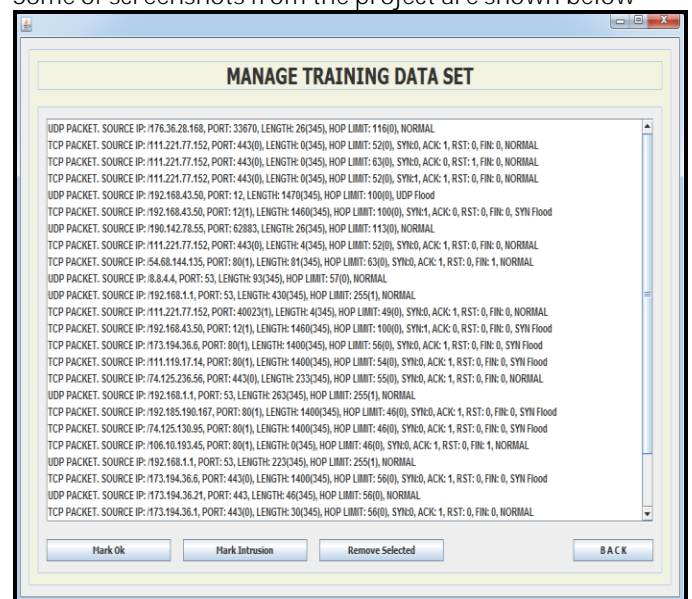 Some of screenshots from the project are shown below
MANAGE TRAINING DATA SET
UDP PACKET. SOURCE IP: /176.36.28.168, PORT: 33670, LENGTH: 26(345), HOP LIMIT: 116(0), NORMAL
TCP PACKET. SOURCE IP: /111.221.77.152, PORT: 443(0), LENGTH: 0(345), HOP LIMIT: 52(0), SYN:0, ACK: 1, RST: 0, FIN: 0, NORMAL
TCP PACKET. SOURCE IP: /111.221.77.152, PORT: 443(0), LENGTH: 0(345), HOP LIMIT: 63(0), SYN:0, ACK: 0, RST: 1, FIN: 0, NORMAL
TCP PACKET. SOURCE IP: /111.221.77.152, PORT: 443(0), LENGTH: 0(345), HOP LIMIT: 52(0), SYN:1, ACK: 1, RST: 0, FIN: 0, NORMAL
UDP PACKET. SOURCE IP: /192.168.43.50, PORT: 12, LENGTH: 1470(345), HOP LIMIT: 100(0), UDP Flood
TCP PACKET. SOURCE IP: /192.168.43.50, PORT: 12(1), LENGTH: 1460(345), HOP LIMIT: 100(0), SYN:1, ACK: 0, RST: 0, FIN: 0, SYN Flood
UDP PACKET. SOURCE IP: /190.142.78.55, PORT: 62883, LENGTH: 26(345), HOP LIMIT: 113(0), NORMAL
TCP PACKET. SOURCE IP: /111.221.77.152, PORT: 443(0), LENGTH: 4(345), HOP LIMIT: 52(0), SYN:0, ACK: 1, RST: 0, FIN: 0, NORMAL
TCP PACKET. SOURCE IP: /54.68.144.135, PORT: 80(1), LENGTH: 81(345), HOP LIMIT: 63(0), SYN:0, ACK: 1, RST: 0, FIN: 1, NORMAL
UDP PACKET. SOURCE IP: /8.8.4.4, PORT: 53, LENGTH: 93(345), HOP LIMIT: 57(0), NORMAL
UDP PACKET. SOURCE IP: /192.168.1.1, PORT: 53, LENGTH: 430(345), HOP LIMIT: 255(1), NORMAL
TCP PACKET. SOURCE IP: /111.221.77.152, PORT: 40023(1), LENGTH: 4(345), HOP LIMIT: 49(0), SYN:0, ACK: 1, RST: 0, FIN: 0, NORMAL
TCP PACKET. SOURCE IP: /192.168.43.50, PORT: 12(1), LENGTH: 1460(345), HOP LIMIT: 100(0), SYN:1, ACK: 0, RST: 0, FIN: 0, SYN Flood
TCP PACKET. SOURCE IP: /173.194.36.6, PORT: 80(1), LENGTH: 1400(345), HOP LIMIT: 56(0), SYN:0, ACK: 1, RST: 0, FIN: 0, SYN Flood
TCP PACKET. SOURCE IP: /111.119.17.14, PORT: 80(1), LENGTH: 1400(345), HOP LIMIT: 54(0), SYN:0, ACK: 1, RST: 0, FIN: 0, SYN Flood
TCP PACKET. SOURCE IP: /74.125.236.56, PORT: 443(0), LENGTH: 233(345), HOP LIMIT: 55(0), SYN:0, ACK: 1, RST: 0, FIN: 0, NORMAL
UDP PACKET. SOURCE IP: /192.168.1.1, PORT: 53, LENGTH: 263(345), HOP LIMIT: 255(1), NORMAL
TCP PACKET. SOURCE IP: /192.185.190.167, PORT: 80(1), LENGTH: 1400(345), HOP LIMIT: 46(0), SYN:0, ACK: 1, RST: 0, FIN: 0, SYN Flood
TCP PACKET. SOURCE IP: /74.125.130.95, PORT: 80(1), LENGTH: 1400(345), HOP LIMIT: 46(0), SYN:0, ACK: 1, RST: 0, FIN: 0, SYN Flood
TCP PACKET. SOURCE IP: /106.10.193.45, PORT: 80(1), LENGTH: 0(345), HOP LIMIT: 46(0), SYN:0, ACK: 1, RST: 0, FIN: 1, NORMAL
UDP PACKET. SOURCE IP: /192.168.1.1, PORT: 53, LENGTH: 223(345), HOP LIMIT: 255(1), NORMAL
TCP PACKET. SOURCE IP: /173.194.36.6, PORT: 443(0), LENGTH: 1400(345), HOP LIMIT: 56(0), SYN:0, ACK: 1, RST: 0, FIN: 0, SYN Flood
UDP PACKET. SOURCE IP: /173.194.36.21, PORT: 443, LENGTH: 46(345), HOP LIMIT: 56(0), NORMAL
TCP PACKET. SOURCE IP: /173.194.36.1, PORT: 443(0), LENGTH: 30(345), HOP LIMIT: 56(0), SYN:0, ACK: 1, RST: 0, FIN: 0, NORMAL
Mark Ok Mark Intrusion Remove Selected BACK